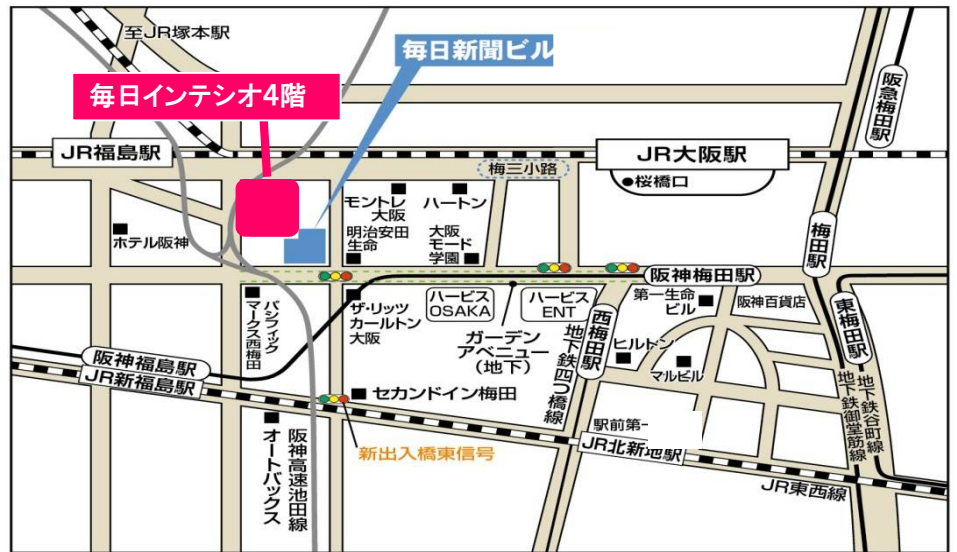 至JR塚本駅
毎日新聞ビル
毎日インテシオ4階
阪急梅田駅
JR福島駅
JR大阪駅
梅三小路
●桜橋口
モントレ
大阪
ハートン
ホテル阪神
明治安田
生命
大阪
モード
学園
梅田駅
阪神梅田駅
パシフィック
マークス西梅田
ザ・リッツ
カールトン
大阪
ハービス
OSAKA
ハービス
ENT
ガーデン
アベニュー
(地下)
西梅田駅
地下鉄四つ橋線
第一生命
ビル
阪神百貨店
東梅田駅
ヒルトン
マルビル
地下鉄御堂筋線
地下鉄谷町線
阪神福島駅
JR新福島駅
セカンドイン梅田
新出入橋東信号
オートバックス
阪神高速池田線
駅前第一
JR北新地駅
JR東西線